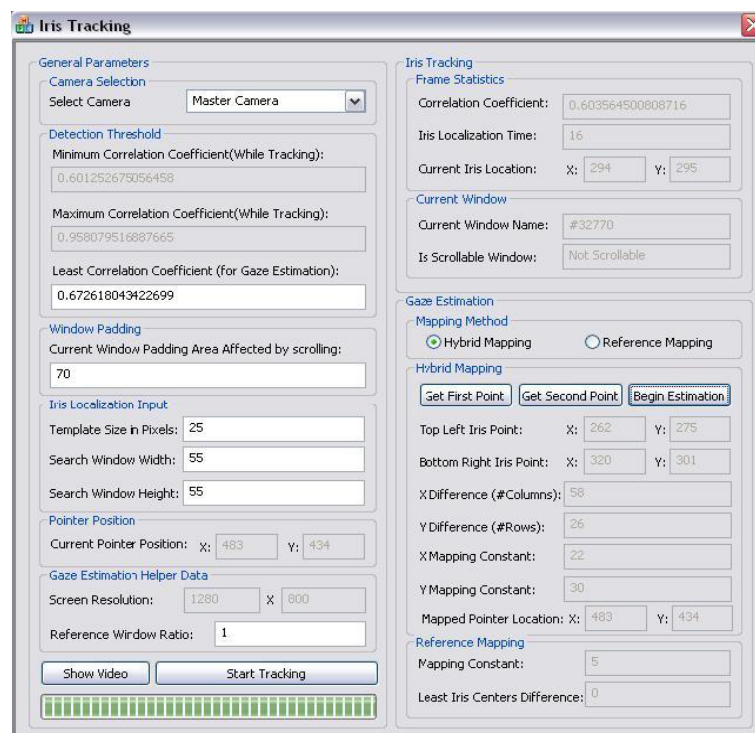 Iris Tracking
General Parameters
Camera Selection
Select Camera Master Camera
Detection Threshold
Minimum Correlation Coefficient(While Tracking):
0.601252675056458
Maximum Correlation Coefficient(While Tracking):
0.958079516887665
Least Correlation Coefficient (for Gaze Estimation):
0.672618043422699
Window Padding
Current Window Padding Area Affected by scrolling:
70
Iris Localization Input
Template Size in Pixels: 25
Search Window Width: 55
Search Window Height: 55
Pointer Position
Current Pointer Position: X: 483 Y: 434
Gaze Estimation Helper Data
Screen Resolution: 1280 X 800
Reference Window Ratio: 1
Show Video Start Tracking
Iris Tracking
Frame Statistics
Correlation Coefficient: 0.603564500808716
Iris Localization Time: 16
Current Iris Location: X: 294 Y: 295
Current Window
Current Window Name: #32770
Is Scrollable Window: Not Scrollable
Gaze Estimation
Mapping Method
Hybrid Mapping Reference Mapping
Hybrid Mapping
Get First Point Get Second Point Begin Estimation
Top Left Iris Point: X: 262 Y: 275
Bottom Right Iris Point: X: 320 Y: 301
X Difference (#Columns): 58
Y Difference (#Rows): 26
X Mapping Constant: 22
Y Mapping Constant: 30
Mapped Pointer Location: X: 483 Y: 434
Reference Mapping
Mapping Constant: 5
Least Iris Centers Difference: 0